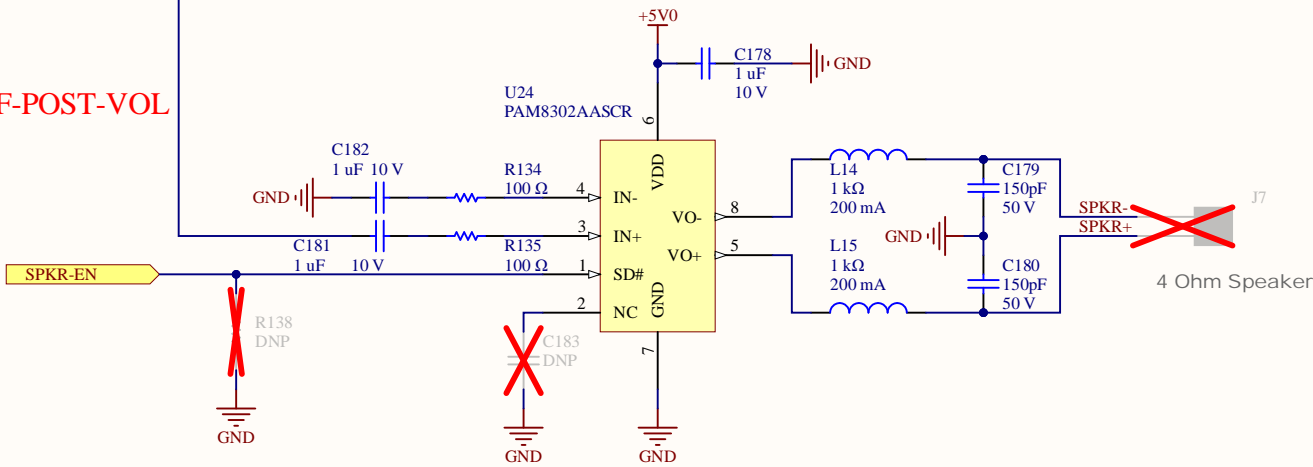 +5V0
C178
1 uF
10 V
GND
F-POST-VOL
U24
PAM8302AASCR
6
VDD
C182
1 uF 10 V
GND
R134
100 Ω
4
IN-
C181
1 uF 10 V
R135
100 Ω
3
IN+
SPKR-EN
1
SD#
2
NC
GND
7
VO-
8
VO+
5
L14
1 kΩ
200 mA
L15
1 kΩ
200 mA
C179
150pF
50 V
GND
C180
150pF
50 V
SPKR-
SPKR+
J7
4 Ohm Speaker
R138
DNP
GND
C183
DNP
GND
GND